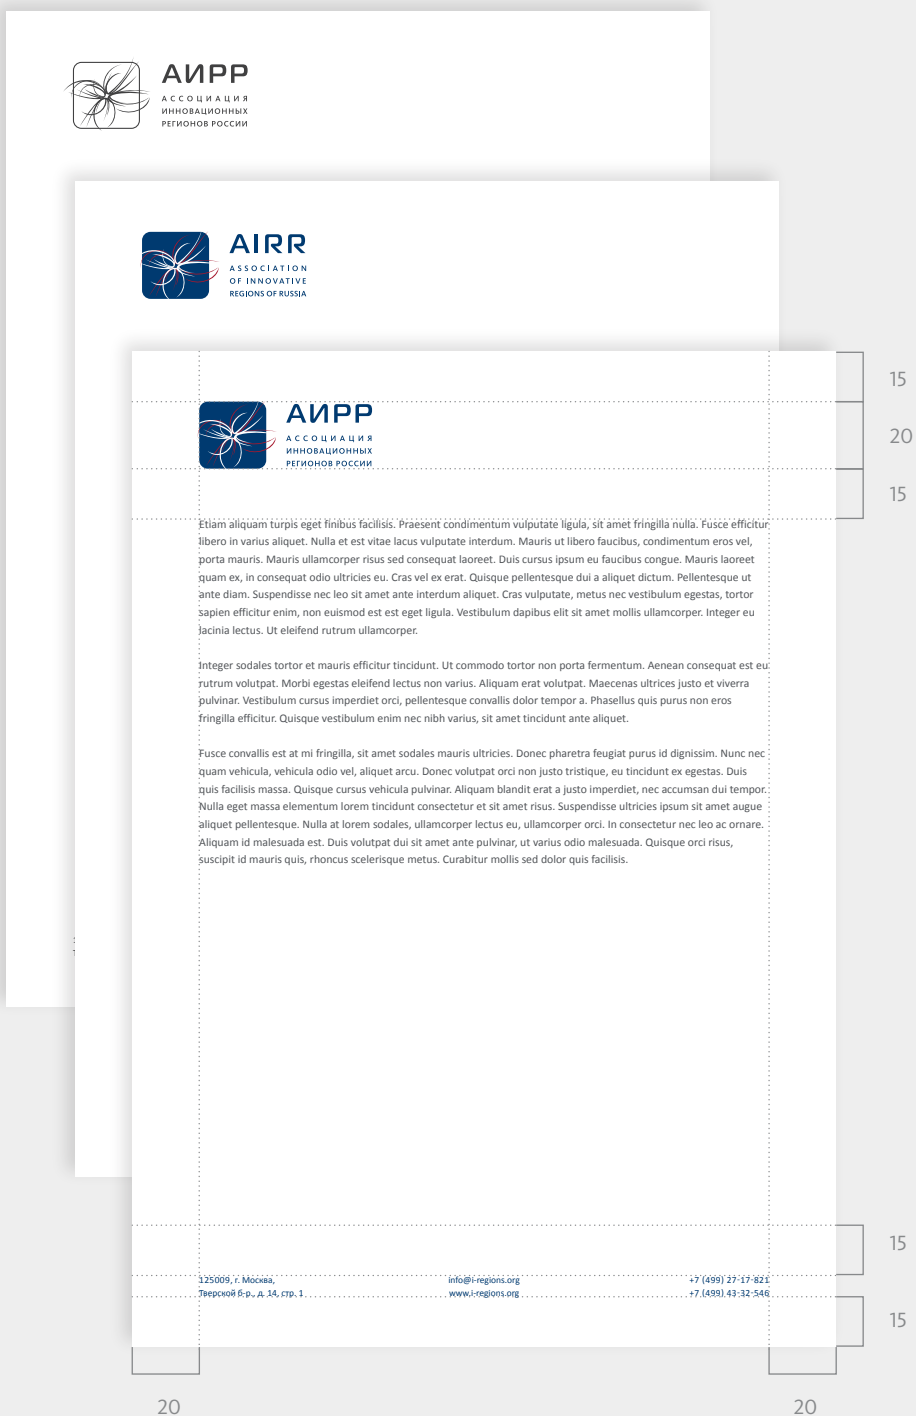 АИРР
АССОЦИАЦИЯ
ИННОВАЦИОННЫХ
РЕГИОНОВ РОССИИ
AIRR
ASSOCIATION
OF INNOVATIVE
REGIONS OF RUSSIA
АИРР
АССОЦИАЦИЯ
ИННОВАЦИОННЫХ
РЕГИОНОВ РОССИИ
15
20
15
Etiam aliquam turpis eget finibus facilisis. Praesent condimentum vulputate ligula, sit amet fringilla nulla. Fusce efficitur
libero in varius aliquet. Nulla et est vitae lacus vulputate interdum. Mauris ut libero faucibus, condimentum eros vel,
porta mauris. Mauris ullamcorper risus sed consequat laoreet. Duis cursus ipsum eu faucibus congue. Mauris laoreet
quam ex, in consequat odio ultricies eu. Cras vel ex erat. Quisque pellentesque dui a aliquet dictum. Pellentesque ut
ante diam. Suspendisse nec leo sit amet ante interdum aliquet. Cras vulputate, metus nec vestibulum egestas, tortor
sapien efficitur enim, non euismod est est eget ligula. Vestibulum dapibus elit sit amet mollis ullamcorper. Integer eu
lacinia lectus. Ut eleifend rutrum ullamcorper.
Integer sodales tortor et mauris efficitur tincidunt. Ut commodo tortor non porta fermentum. Aenean consequat est eu
rutrum volutpat. Morbi egestas eleifend lectus non varius. Aliquam erat volutpat. Maecenas ultrices justo et viverra
pulvinar. Vestibulum cursus imperdiet orci, pellentesque convallis dolor tempor a. Phasellus quis purus non eros
fringilla efficitur. Quisque vestibulum enim nec nibh varius, sit amet tincidunt ante aliquet.
Fusce convallis est at mi fringilla, sit amet sodales mauris ultricies. Donec pharetra feugiat purus id dignissim. Nunc nec
quam vehicula, vehicula odio vel, aliquet arcu. Donec volutpat orci non justo tristique, eu tincidunt ex egestas. Duis
quis facilisis massa. Quisque cursus vehicula pulvinar. Aliquam blandit erat a justo imperdiet, nec accumsan dui tempor.
Nulla eget massa elementum lorem tincidunt consectetur et sit amet risus. Suspendisse ultricies ipsum sit amet augue
aliquet pellentesque. Nulla at lorem sodales, ullamcorper lectus eu, ullamcorper orci. In consectetur nec leo ac ornare.
Aliquam id malesuada est. Duis volutpat dui sit amet ante pulvinar, ut varius odio malesuada. Quisque orci risus,
suscipit id mauris quis, rhoncus scelerisque metus. Curabitur mollis sed dolor quis facilisis.
15
125009, г. Москва,
Тверской б-р., д. 14, стр. 1
info@i-regions.org
www.i-regions.org
+7 (499) 27-17-821
+7 (499) 43-32-546
15
20
20